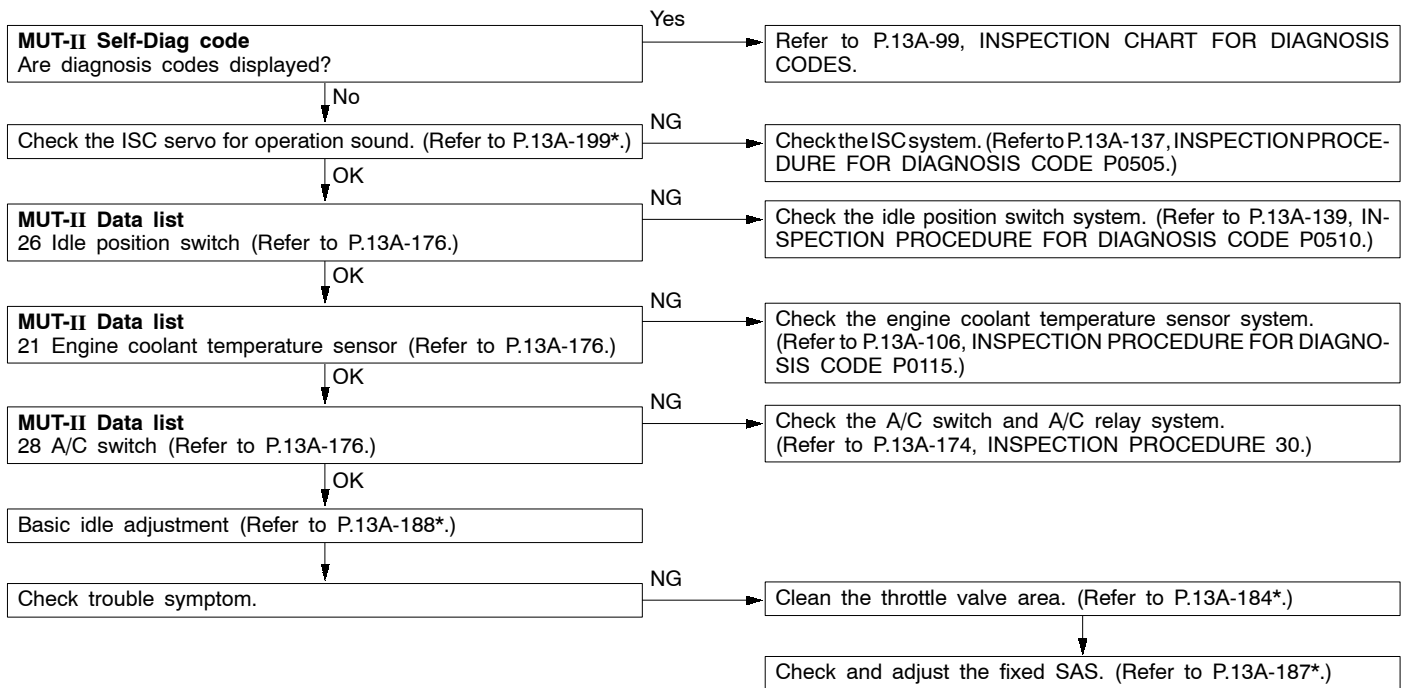 MUT-II Self-Diag code
Are diagnosis codes displayed?
Yes
Refer to P.13A-99, INSPECTION CHART FOR DIAGNOSIS
CODES.
No
Check the ISC servo for operation sound. (Refer to P.13A-199*.)
NG
Check the ISC system. (Refer to P.13A-137, INSPECTION PROCE-
DURE FOR DIAGNOSIS CODE P0505.)
OK
MUT-II Data list
26 Idle position switch (Refer to P.13A-176.)
NG
Check the idle position switch system. (Refer to P.13A-139, IN-
SPECTION PROCEDURE FOR DIAGNOSIS CODE P0510.)
OK
MUT-II Data list
21 Engine coolant temperature sensor (Refer to P.13A-176.)
NG
Check the engine coolant temperature sensor system.
(Refer to P.13A-106, INSPECTION PROCEDURE FOR DIAGNO-
SIS CODE P0115.)
OK
MUT-II Data list
28 A/C switch (Refer to P.13A-176.)
NG
Check the A/C switch and A/C relay system.
(Refer to P.13A-174, INSPECTION PROCEDURE 30.)
OK
Basic idle adjustment (Refer to P.13A-188*.)
Check trouble symptom.
NG
Clean the throttle valve area. (Refer to P.13A-184*.)
Check and adjust the fixed SAS. (Refer to P.13A-187*.)